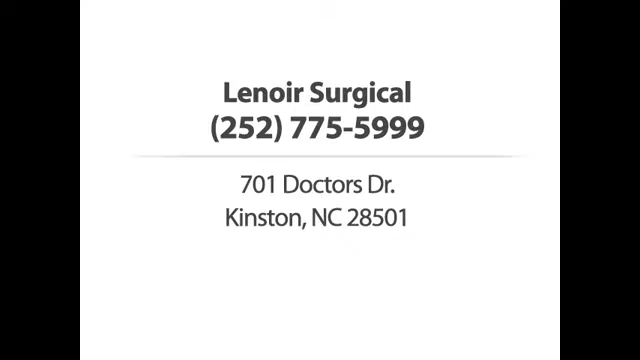 Lenoir Surgical
(252) 775-5999
701 Doctors Dr.
Kinston, NC 28501